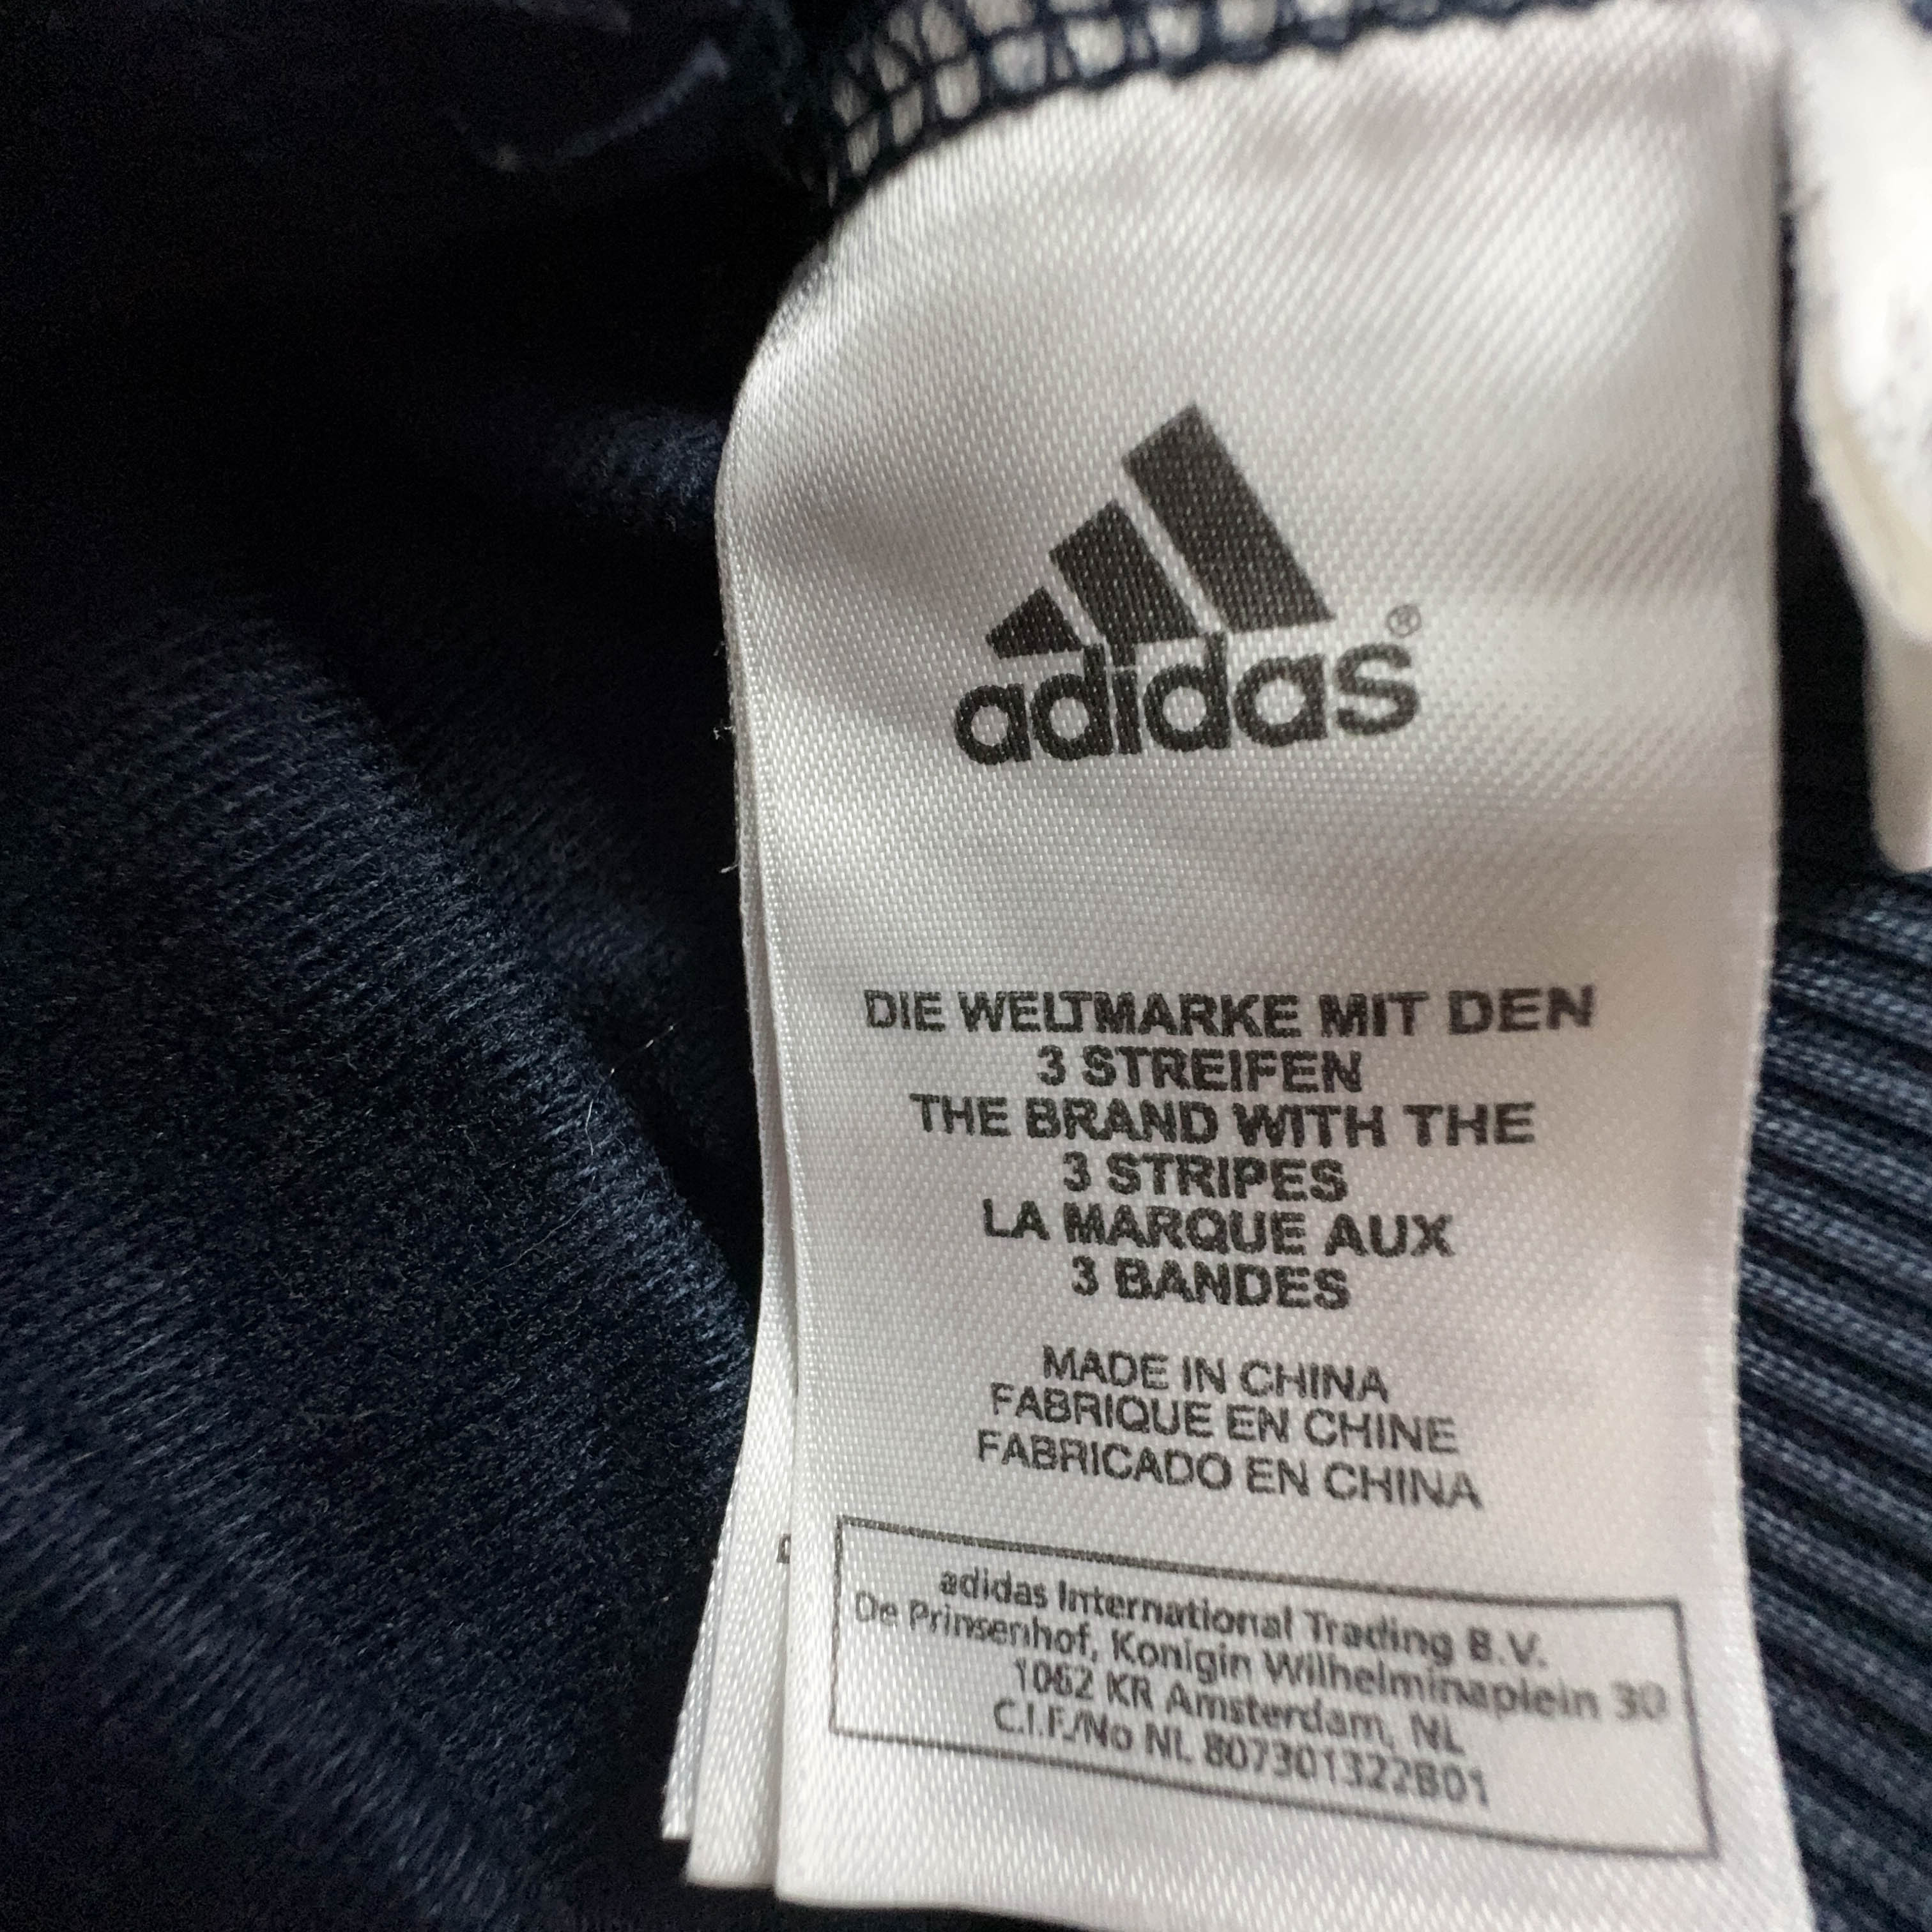 adidas®
DIE WELTMARKE MIT DEN
3 STREIFEN
THE BRAND WITH THE
3 STRIPES
LA MARQUE AUX
3 BANDES
MADE IN CHINA
FABRIQUE EN CHINE
FABRICADO EN CHINA
adidas International Trading B.V.
De Prinsenhof, Konigin Wilhelminaplein 30
1062 KR Amsterdam, NL
C.I.F./No NL 807301322B01